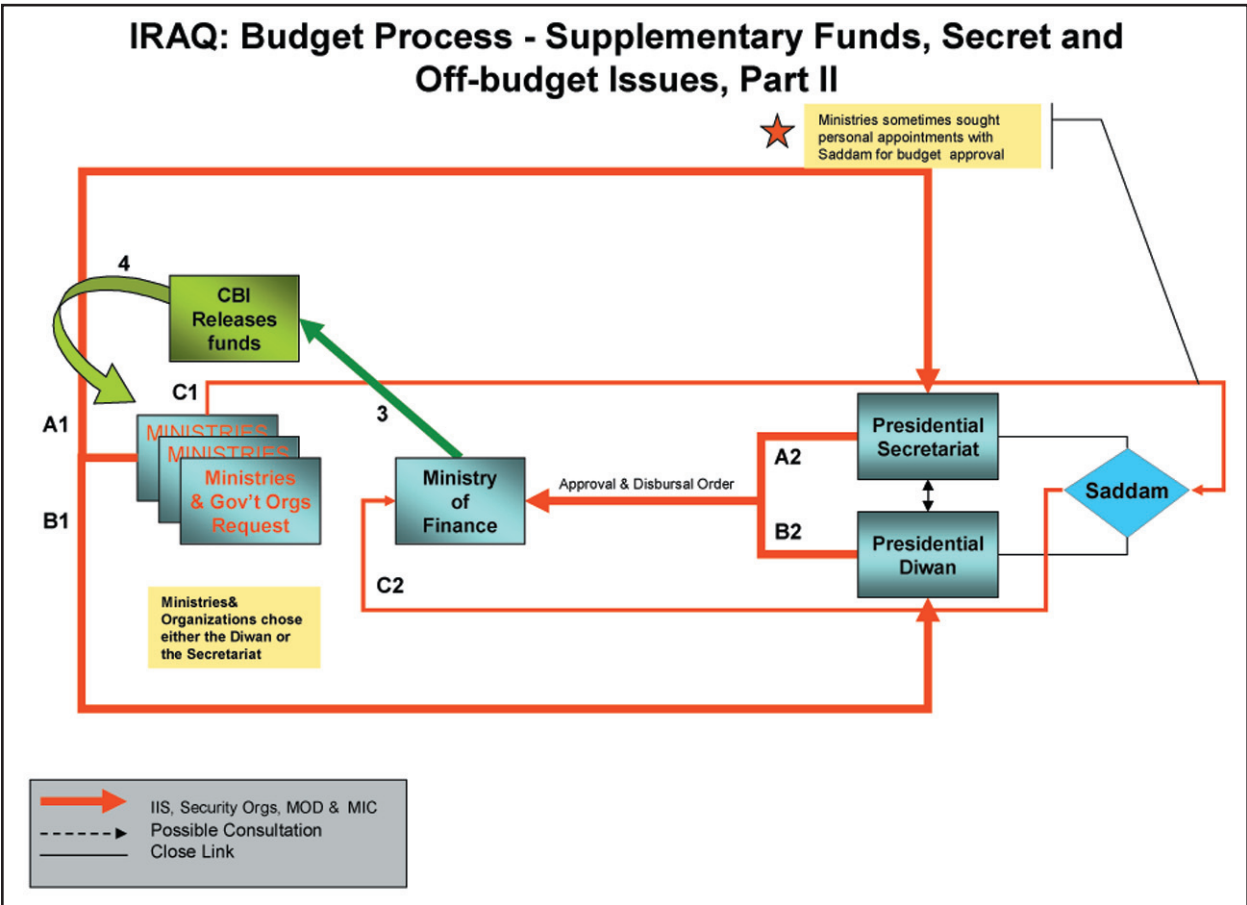 IRAQ: Budget Process - Supplementary Funds, Secret and
Off-budget Issues, Part II
Ministries sometimes sought
personal appointments with
Saddam for budget approval
4
CBI
Releases
funds
C1
3
A1
MINISTRIES
MINISTRIES
Ministries
& Gov't Orgs
Request
B1
Ministry
of
Finance
Approval & Disbursal Order
A2
B2
C2
Presidential
Secretariat
Presidential
Diwan
Saddam
Ministries&
Organizations chose
either the Diwan or
the Secretariat
IIS, Security Orgs, MOD & MIC
Possible Consultation
Close Link